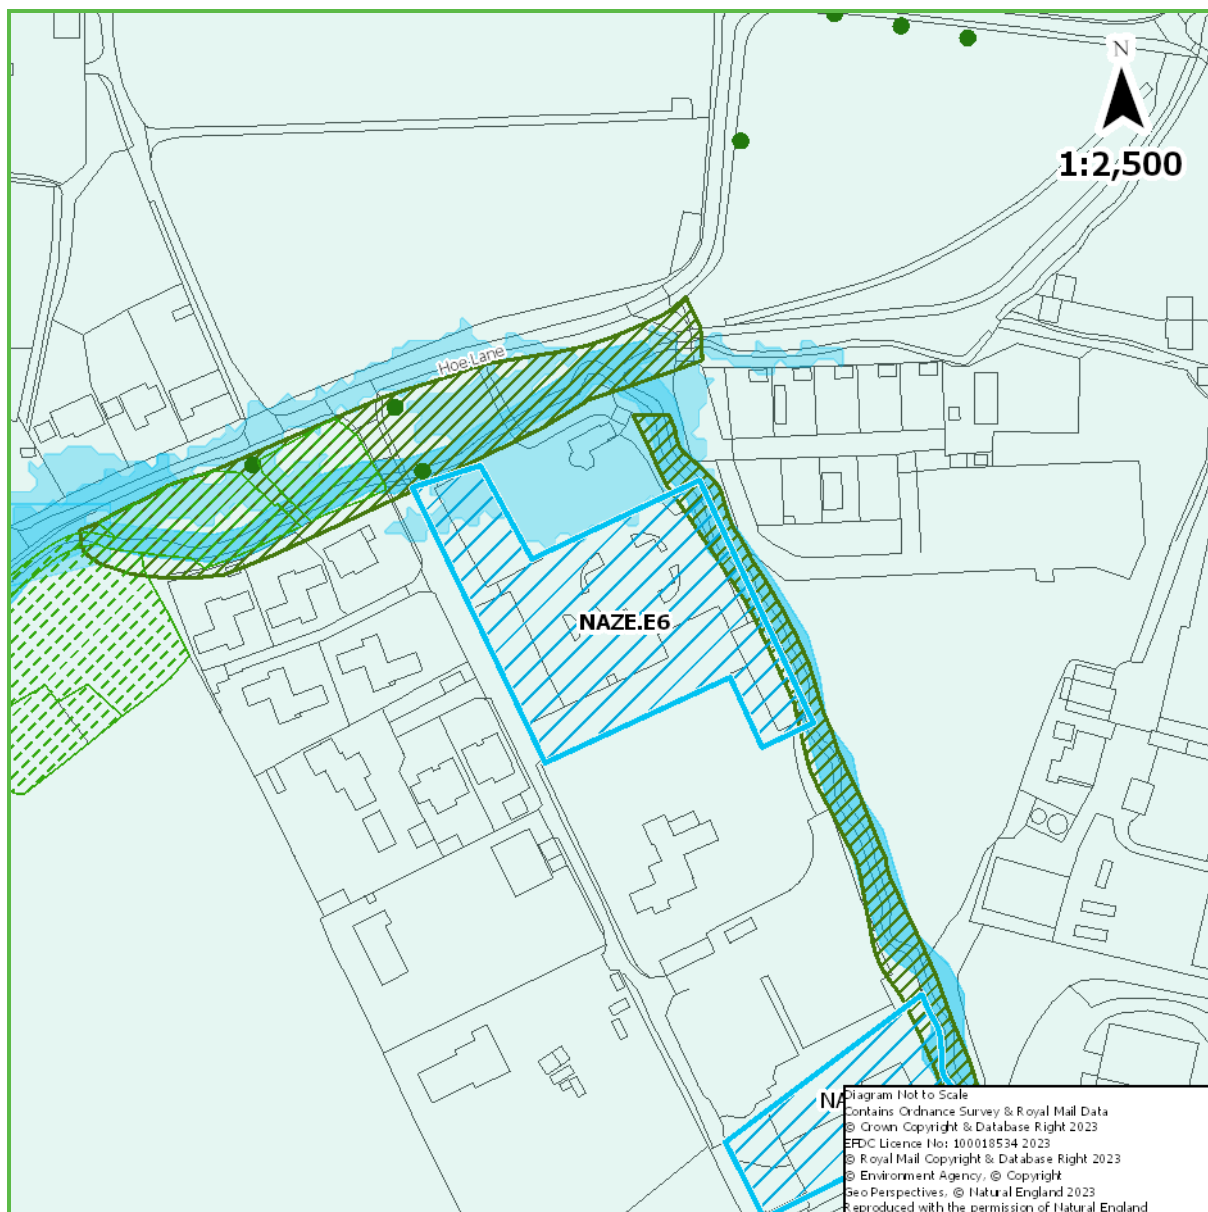 N
1:2,500
Hoe Lane
NAZE.E6
NA
Diagram Not to Scale
Contains Ordnance Survey & Royal Mail Data
© Crown Copyright & Database Right 2023
EFDC Licence No: 100018534 2023
© Royal Mail Copyright & Database Right 2023
© Environment Agency, © Copyright
Geo Perspectives, © Natural England 2023
Reproduced with the permission of Natural England